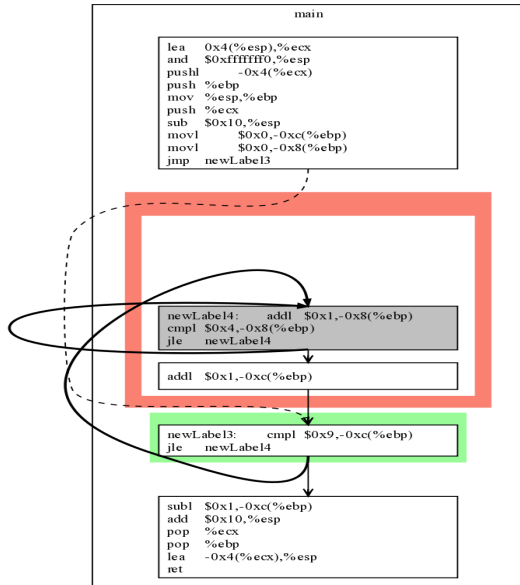 main
lea 0x4(%esp),%ecx
and $0xfffffff0,%esp
pushl -0x4(%ecx)
push %ebp
mov %esp,%ebp
push %ecx
sub $0x10,%esp
movl $0x0,-0xc(%ebp)
movl $0x0,-0x8(%ebp)
jmp newLabel3
newLabel4: addl $0x1,-0x8(%ebp)
cmpl $0x4,-0x8(%ebp)
jle newLabel4
addl $0x1,-0xc(%ebp)
newLabel3: cmpl $0x9,-0xc(%ebp)
jle newLabel4
subl $0x1,-0xc(%ebp)
add $0x10,%esp
pop %ecx
pop %ebp
lea -0x4(%ecx),%esp
ret